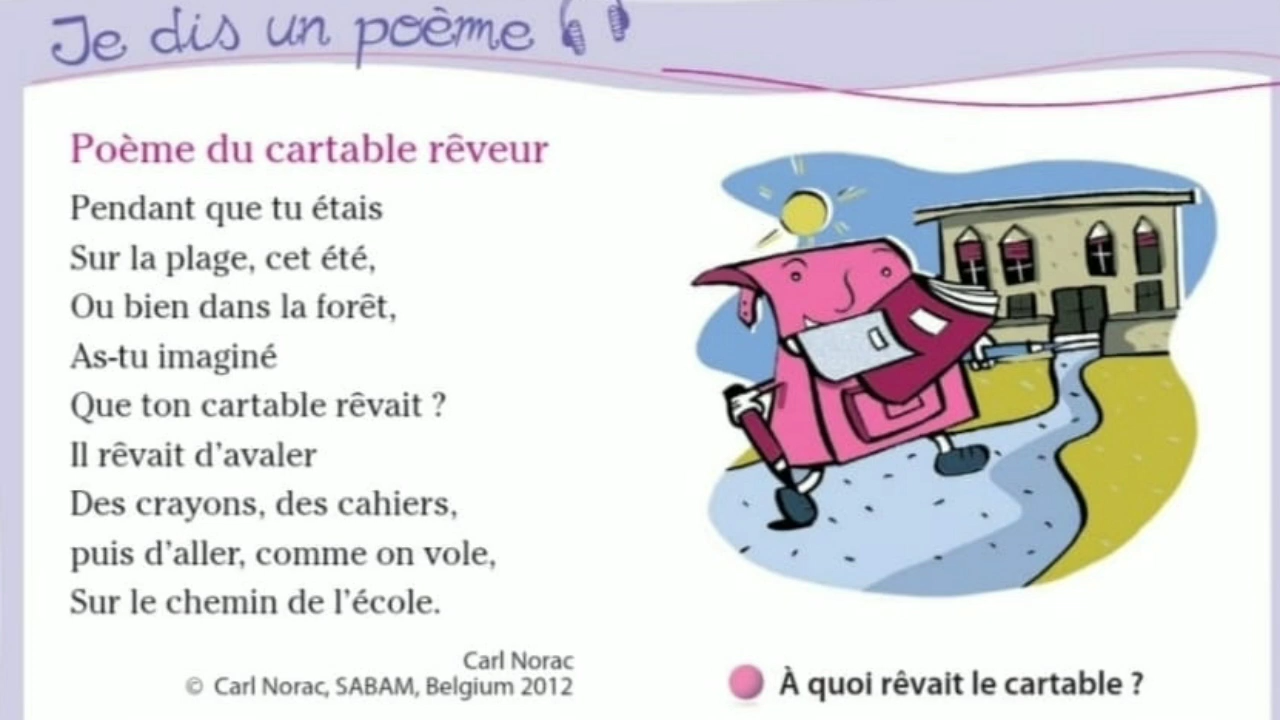 Je dis un poème
Poème du cartable rêveur
Pendant que tu étais
Sur la plage, cet été,
Ou bien dans la forêt,
As-tu imaginé
Que ton cartable rêvait ?
Il rêvait d'avaler
Des crayons, des cahiers,
puis d'aller, comme on vole,
Sur le chemin de l'école.
Carl Norac
© Carl Norac, SABAM, Belgium 2012
À quoi rêvait le cartable ?